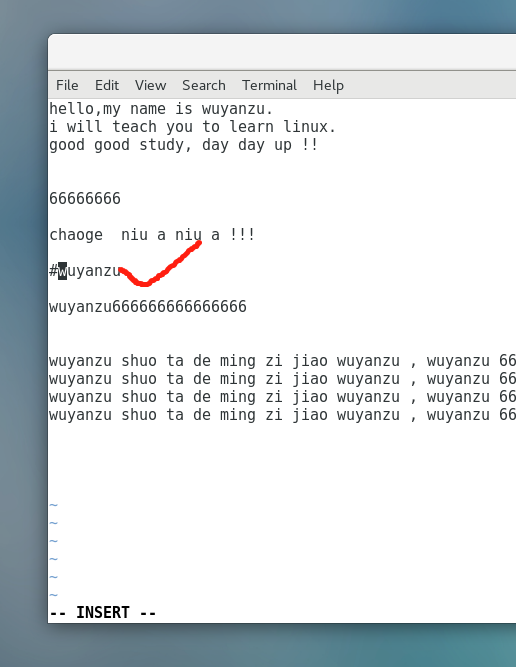 File Edit View Search Terminal Help
hello,my name is wuyanzu.
i will teach you to learn linux.
good good study, day day up !!
66666666
chaoge  niu a niu a !!!
#wuyanzu
wuyanzu666666666666666
wuyanzu shuo ta de ming zi jiao wuyanzu , wuyanzu 66
wuyanzu shuo ta de ming zi jiao wuyanzu , wuyanzu 66
wuyanzu shuo ta de ming zi jiao wuyanzu , wuyanzu 66
wuyanzu shuo ta de ming zi jiao wuyanzu , wuyanzu 66
~
~
~
~
~
~
-- INSERT --